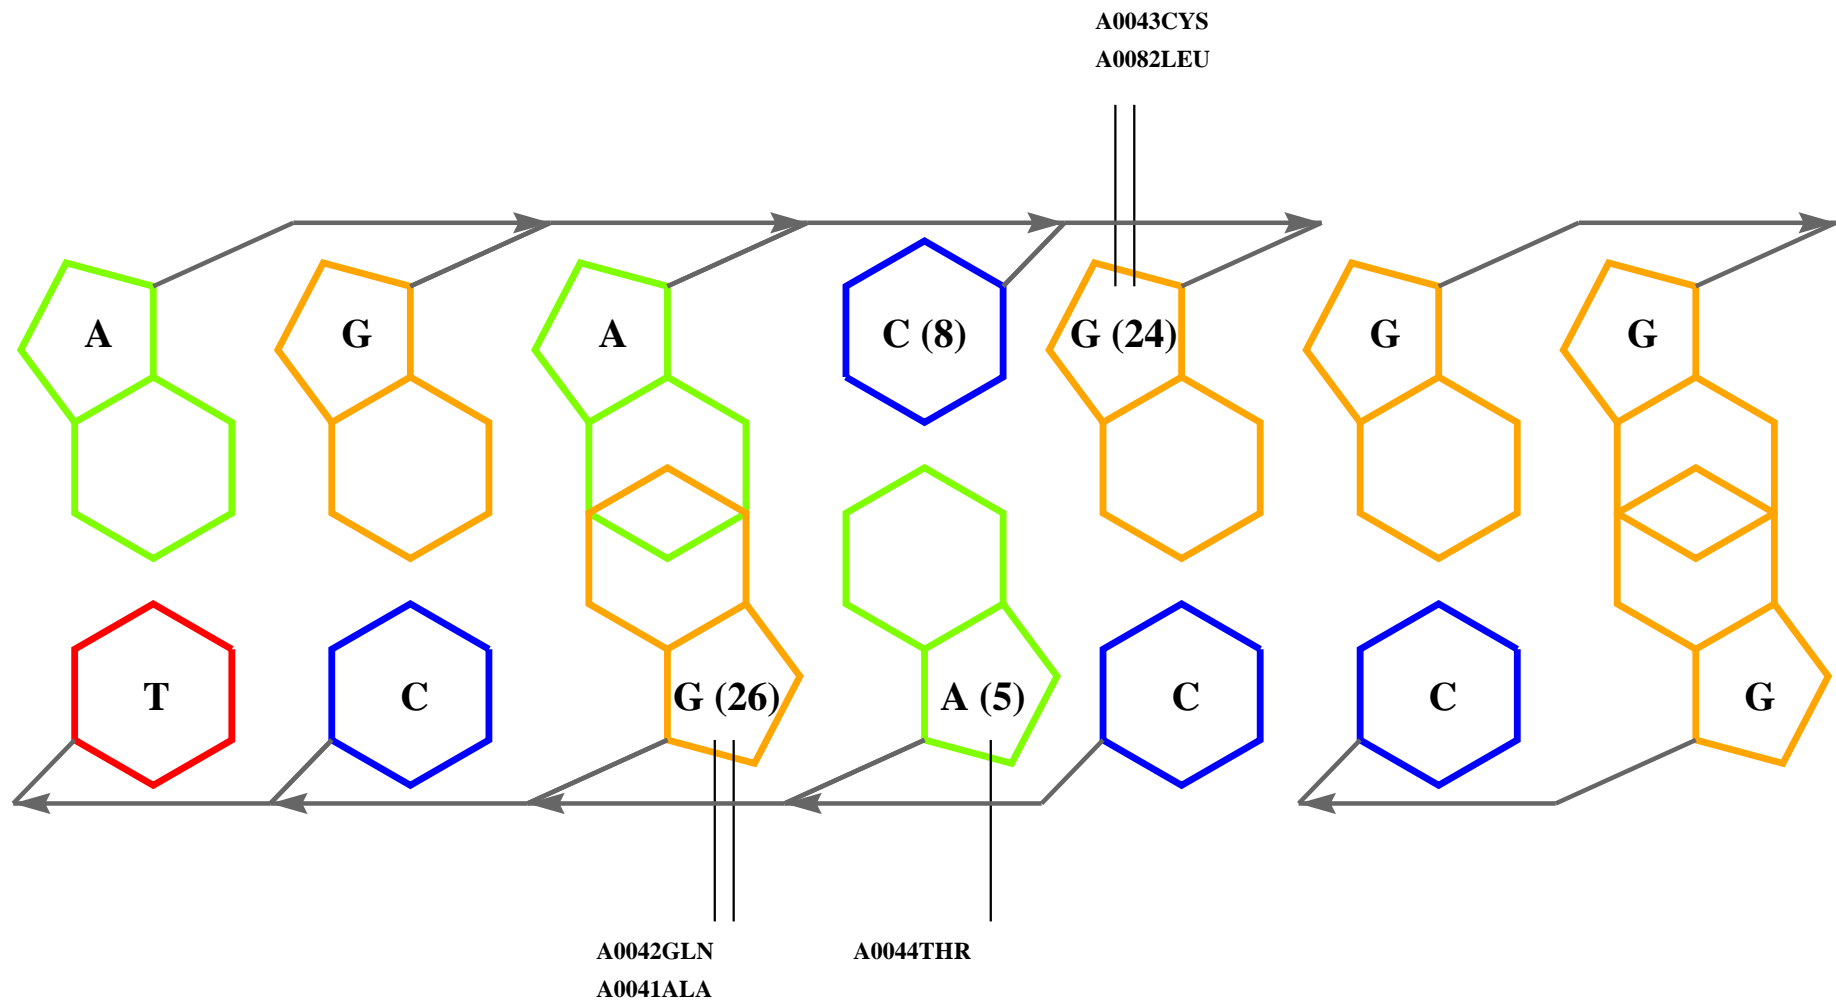 A0043CYS
A0082LEU
A G A C (8) G (24) G G
T C G (26) A (5) C C G
A0042GLN A0044THR
A0041ALA